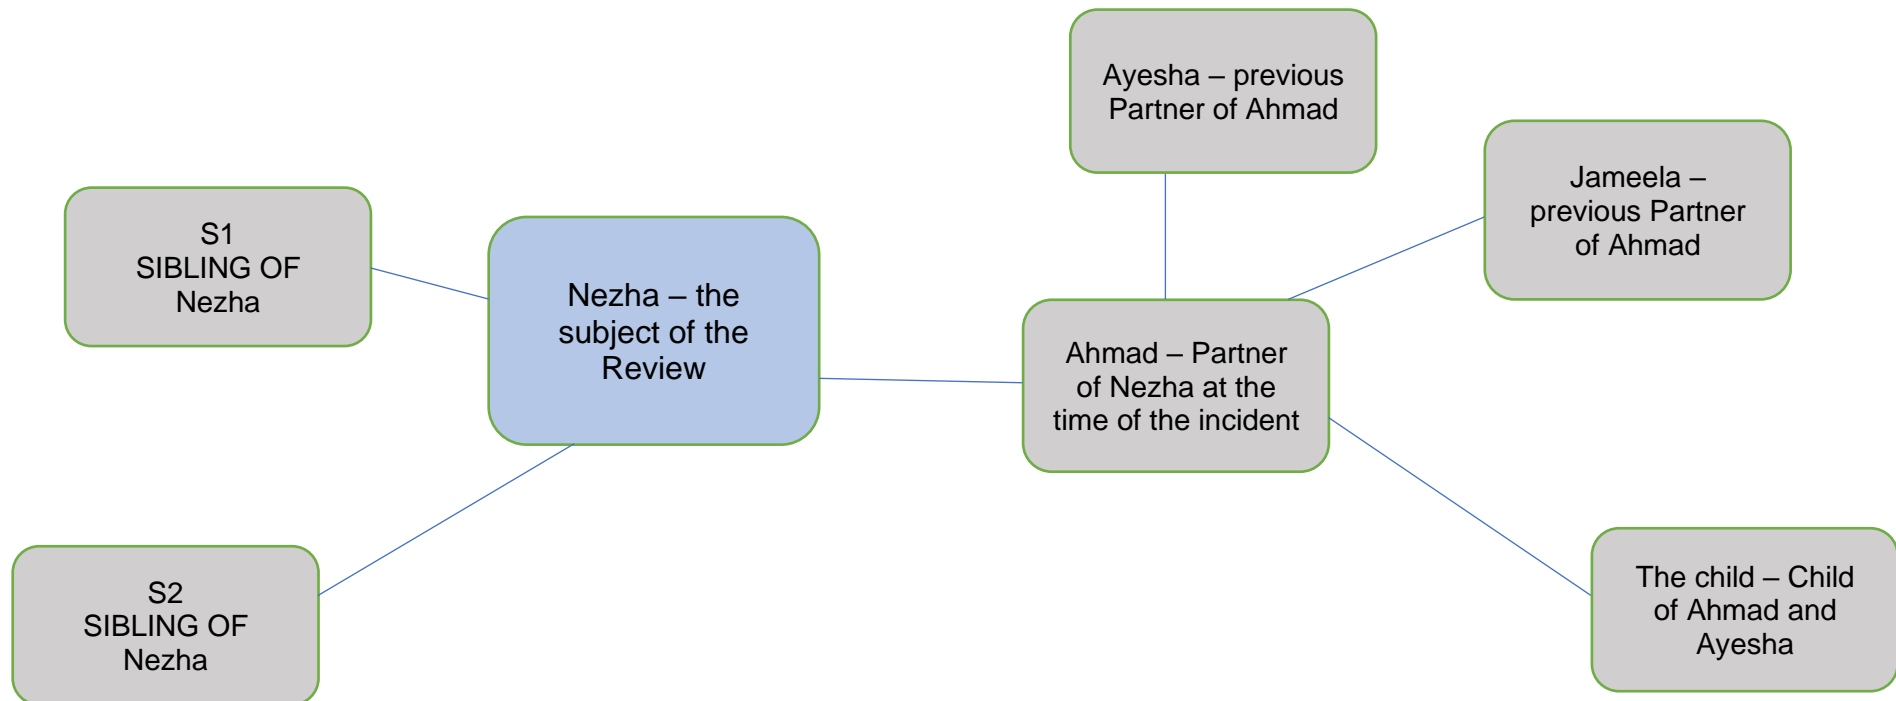 Ayesha – previous
Partner of Ahmad
Jameela –
previous Partner
of Ahmad
S1
SIBLING OF
Nezha
Nezha – the
subject of the
Review
Ahmad – Partner
of Nezha at the
time of the incident
S2
SIBLING OF
Nezha
The child – Child
of Ahmad and
Ayesha